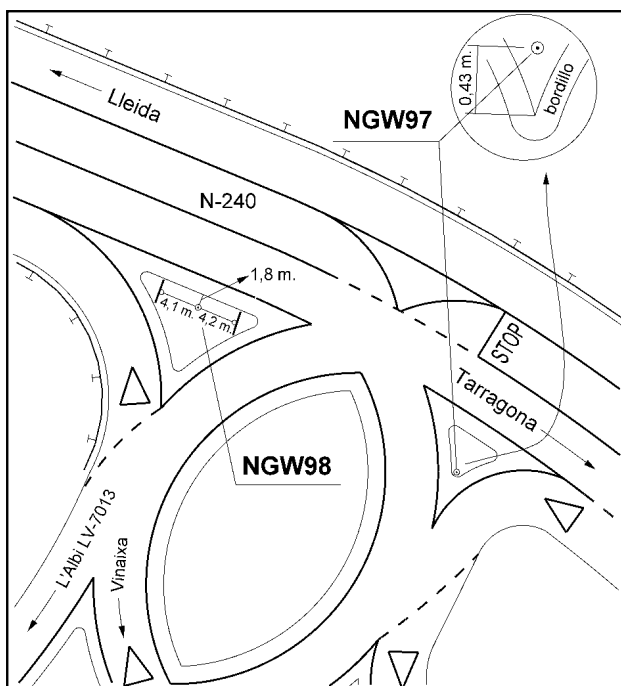 Lleida
0,43 m.
bordillo
NGW97
N-240
1,8 m.
4,1 m.
4,2 m.
STOP
Tarragona
NGW98
L'Albi LV-7013
Vinaixa